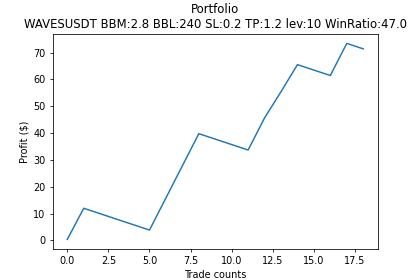 Portfolio
WAVESUSDT BBM:2.8 BBL:240 SL:0.2 TP:1.2 lev:10 WinRatio:47.0
70
60
50
40
30
20
10
0
Profit ($)
0.0 2.5 5.0 7.5 10.0 12.5 15.0 17.5
Trade counts